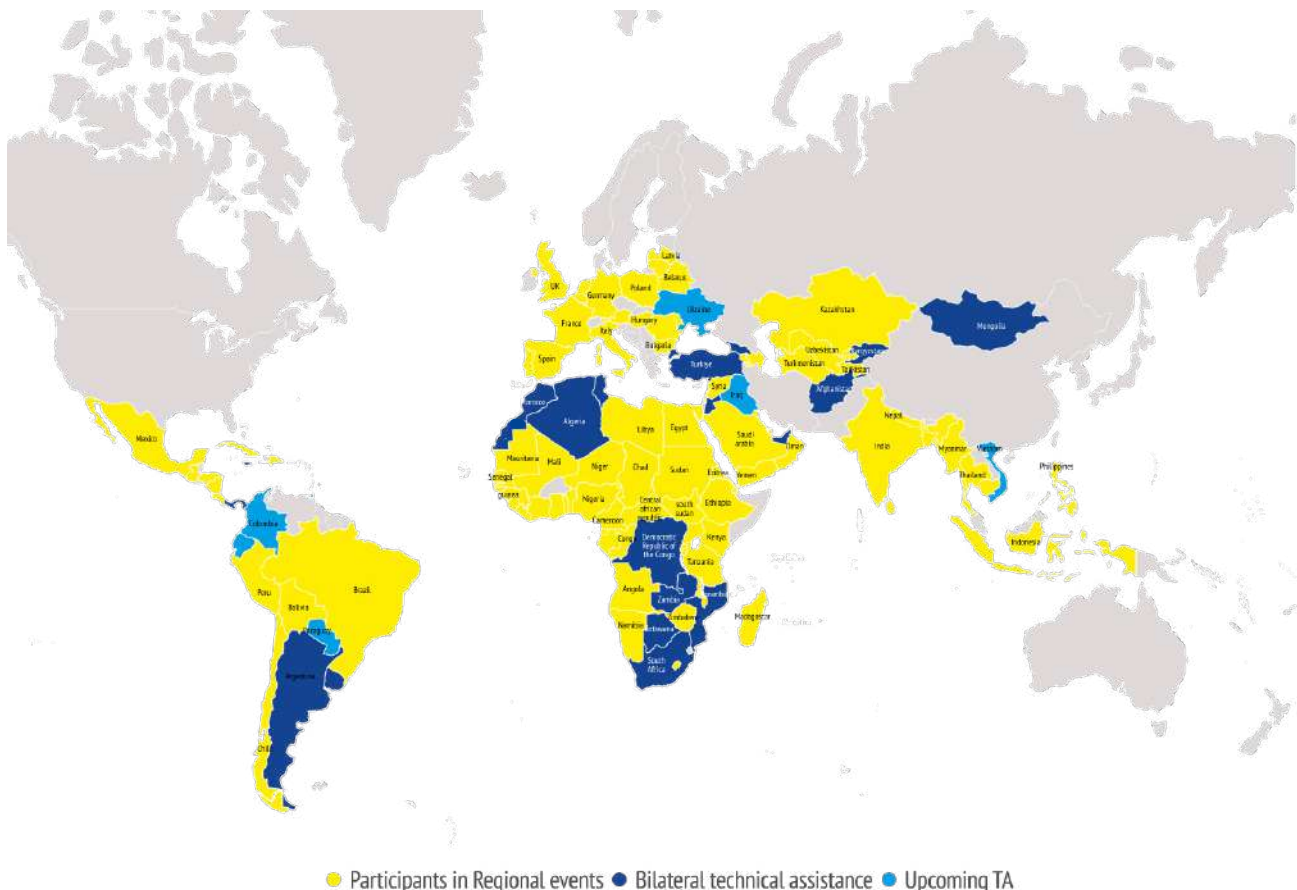 Latvia
Belarus
UK
Germany
Poland
Ukraine
France
Hungary
Italy
Bulgaria
Spain
Türkiye
Kazakhstan
Uzbekistan
Turkmenistan
Kyrgyzstan
Tajikistan
Mongolia
Afghanistan
Syria
Iraq
Morocco
Algeria
Libya
Egypt
Saudi
arabia
Oman
Yemen
Nepal
India
Myanmar
Thailand
Vietnam
Philippines
Indonesia
Mexico
Colombia
Peru
Brazil
Bolivia
Paraguay
Argentina
Chile
Mauritania
Mali
Niger
Chad
Sudan
Eritrea
Senegal
guinea
Nigeria
Cameroon
Central
african
republic
south
sudan
Ethiopia
Congo
Democratic
Republic of
the Congo
Kenya
Tanzania
Angola
Zambia
Zimbabwe
Namibia
Botswana
South
Africa
Madagascar
Participants in Regional events Bilateral technical assistance Upcoming TA